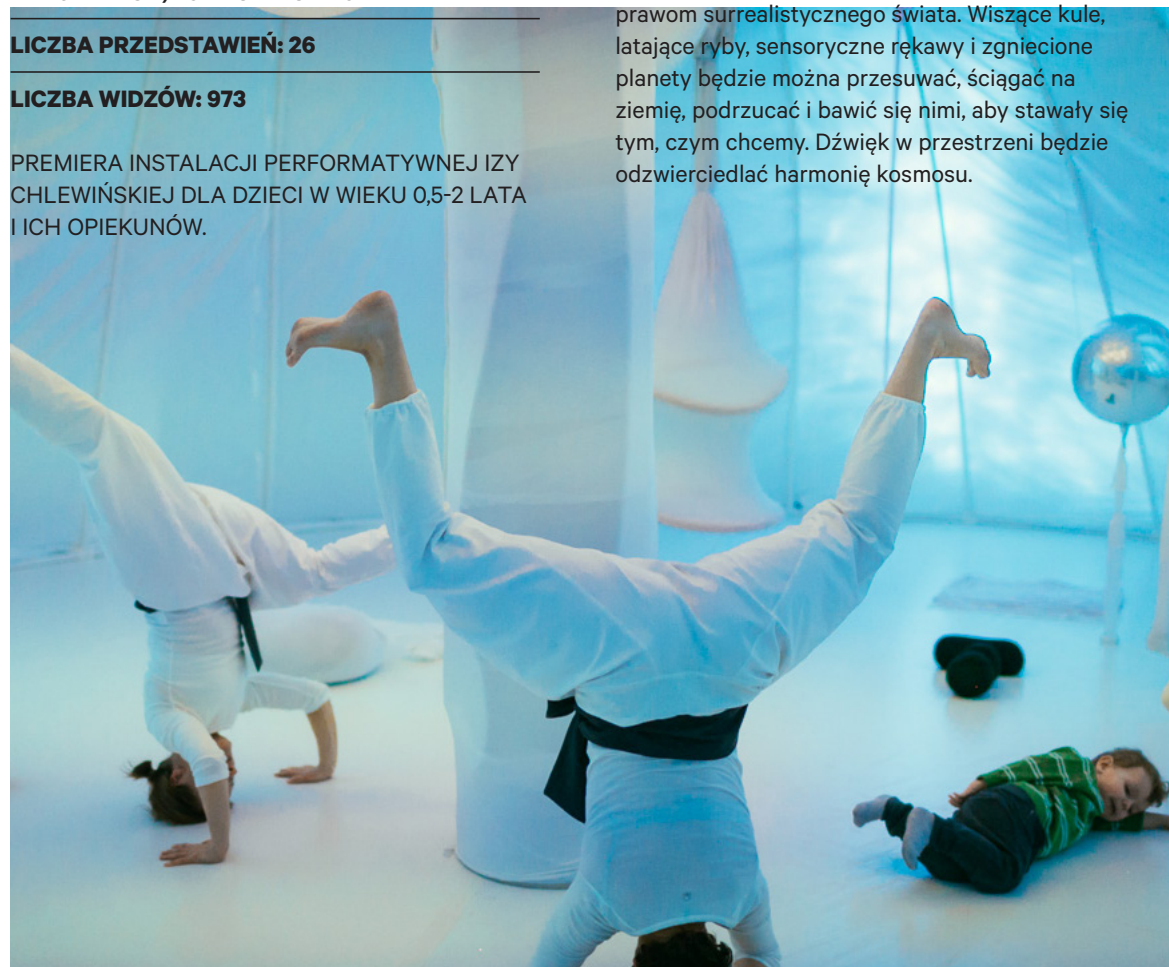 LICZBA PRZEDSTAWIEŃ: 26
LICZBA WIDZÓW: 973
PREMIERA INSTALACJI PERFORMATYWNEJ IZY
CHLEWIŃSKIEJ DLA DZIECI W WIEKU 0,5-2 LATA
I ICH OPIEKUNÓW.
prawom surrealistycznego świata. Wiszące kule,
latające ryby, sensoryczne rękawy i zgniecione
planety będzie można przesuwać, ściągać na
ziemię, podrzucać i bawić się nimi, aby stawały się
tym, czym chcemy. Dźwięk w przestrzeni będzie
odzwierciedlać harmonię kosmosu.